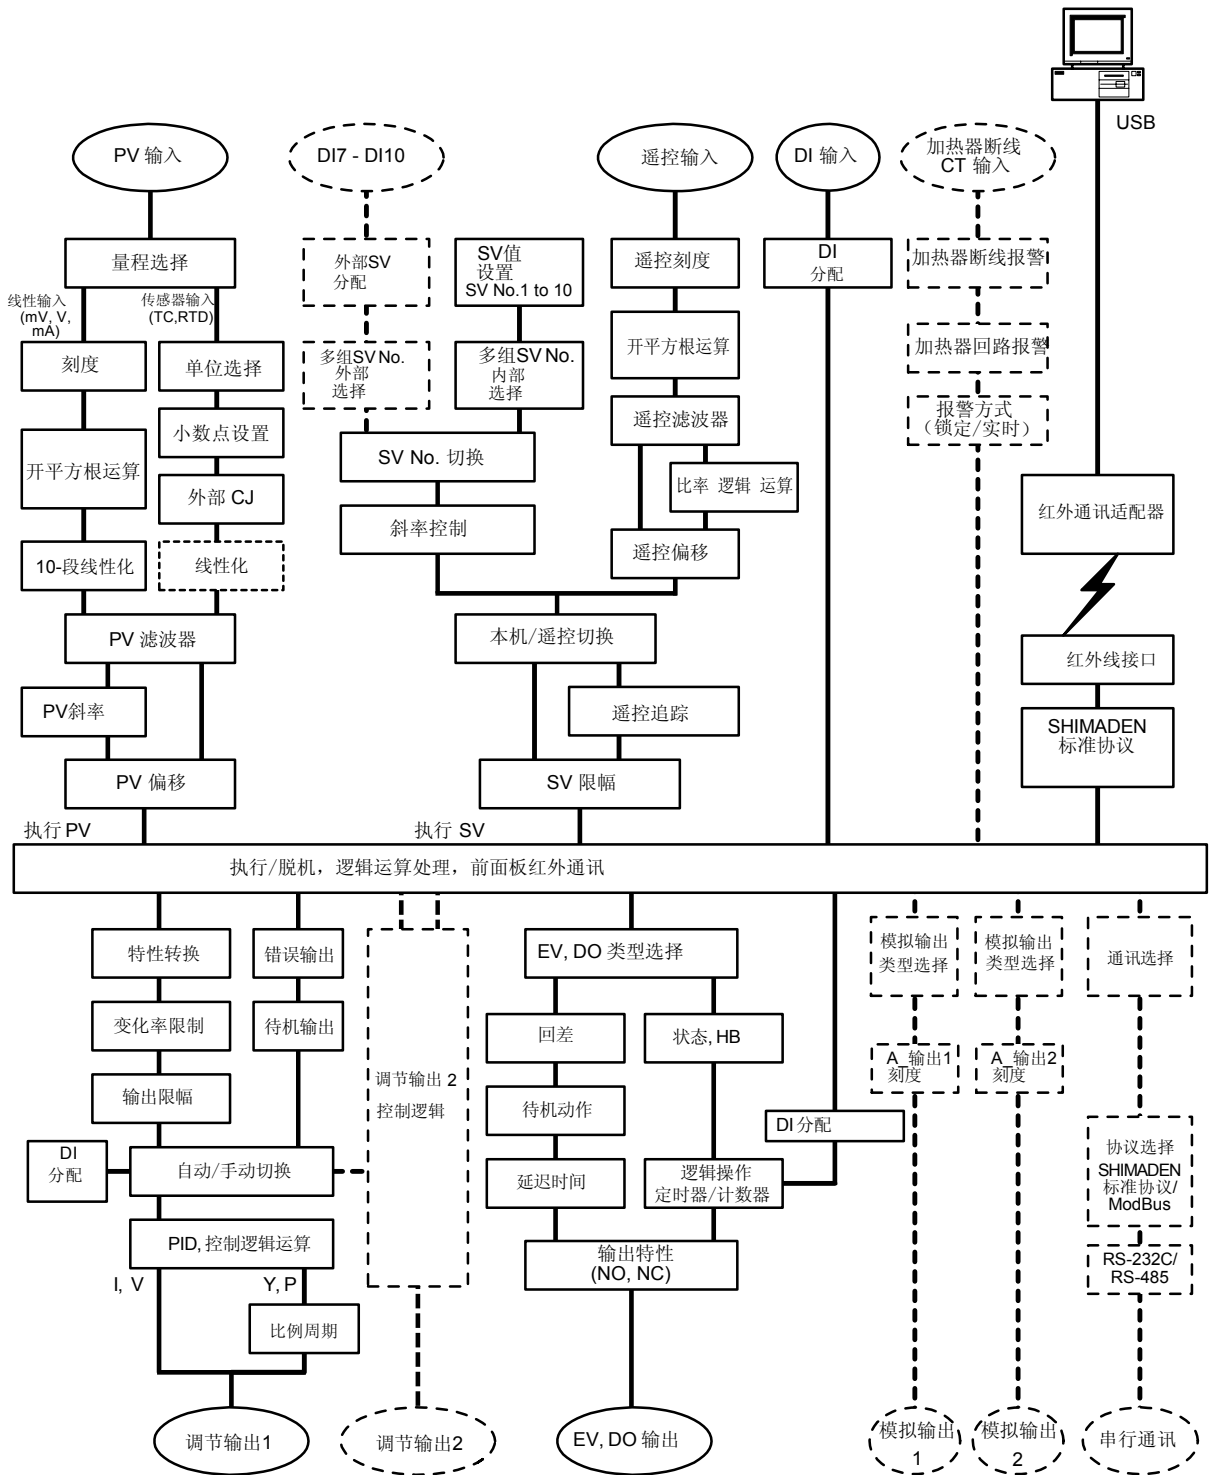 USB
PV 输入
DI7 - DI10
遥控输入
DI 输入
加热器断线
CT 输入
量程选择
外部SV
分配
SV值
设置
SV No.1 to 10
遥控刻度
DI
分配
加热器断线报警
线性输入
(mV, V,
mA)
传感器输入
(TC,RTD)
刻度
单位选择
多组SV No.
外部
选择
多组SV No.
内部
选择
开平方根运算
加热器回路报警
小数点设置
遥控滤波器
报警方式
（锁定/实时）
开平方根运算
SV No. 切换
比率 逻辑 运算
外部 CJ
红外通讯适配器
斜率控制
遥控偏移
10-段线性化
线性化
PV 滤波器
本机/遥控切换
红外线接口
PV斜率
遥控追踪
SHIMADEN
标准协议
PV 偏移
SV 限幅
执行 PV
执行 SV
执行/脱机，逻辑运算处理，前面板红外通讯
特性转换
错误输出
EV, DO 类型选择
模拟输出
类型选择
模拟输出
类型选择
通讯选择
变化率限制
待机输出
回差
状态, HB
A_输出1
刻度
A_输出2
刻度
输出限幅
调节输出 2
控制逻辑
待机动作
DI 分配
DI
分配
自动/手动切换
延迟时间
逻辑操作
定时器/计数器
协议选择
SHIMADEN
标准协议/
ModBus
PID, 控制逻辑运算
输出特性
(NO, NC)
RS-232C/
RS-485
I, V
Y, P
比例周期
调节输出1
调节输出2
EV, DO 输出
模拟输出
1
模拟输出
2
串行通讯